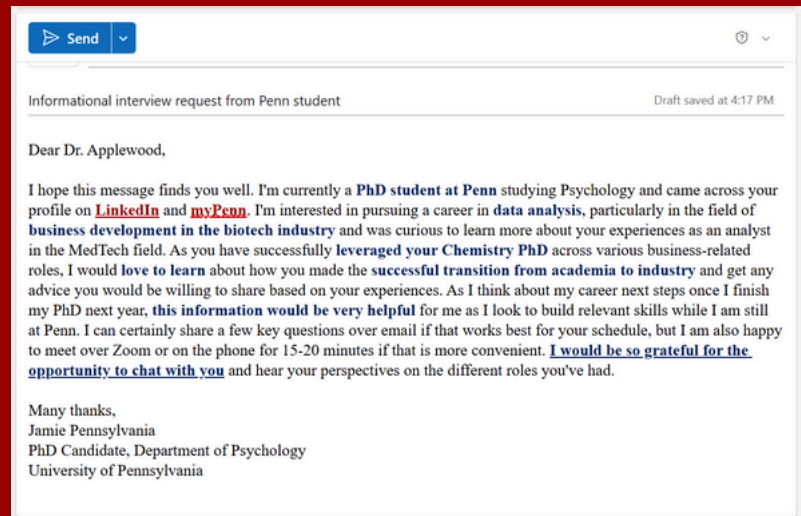 Send
Informational interview request from Penn student
Draft saved at 4:17 PM
Dear Dr. Applewood,
I hope this message finds you well. I'm currently a PhD student at Penn studying Psychology and came across your
profile on LinkedIn and myPenn. I'm interested in pursuing a career in data analysis, particularly in the field of
business development in the biotech industry and was curious to learn more about your experiences as an analyst
in the MedTech field. As you have successfully leveraged your Chemistry PhD across various business-related
roles, I would love to learn about how you made the successful transition from academia to industry and get any
advice you would be willing to share based on your experiences. As I think about my career next steps once I finish
my PhD next year, this information would be very helpful for me as I look to build relevant skills while I am still
at Penn. I can certainly share a few key questions over email if that works best for your schedule, but I am also happy
to meet over Zoom or on the phone for 15-20 minutes if that is more convenient. I would be so grateful for the
opportunity to chat with you and hear your perspectives on the different roles you've had.
Many thanks,
Jamie Pennsylvania
PhD Candidate, Department of Psychology
University of Pennsylvania